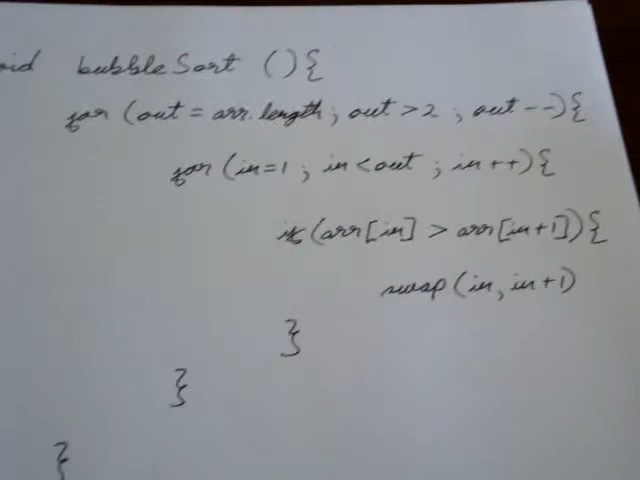 void bubbleSort (){
for (out = arr.length ; out > 2 ; out --){
for (in = 1 ; in < out ; in ++){
if (arr[in] > arr[in+1]){
swap (in, in+1)
}
}
}